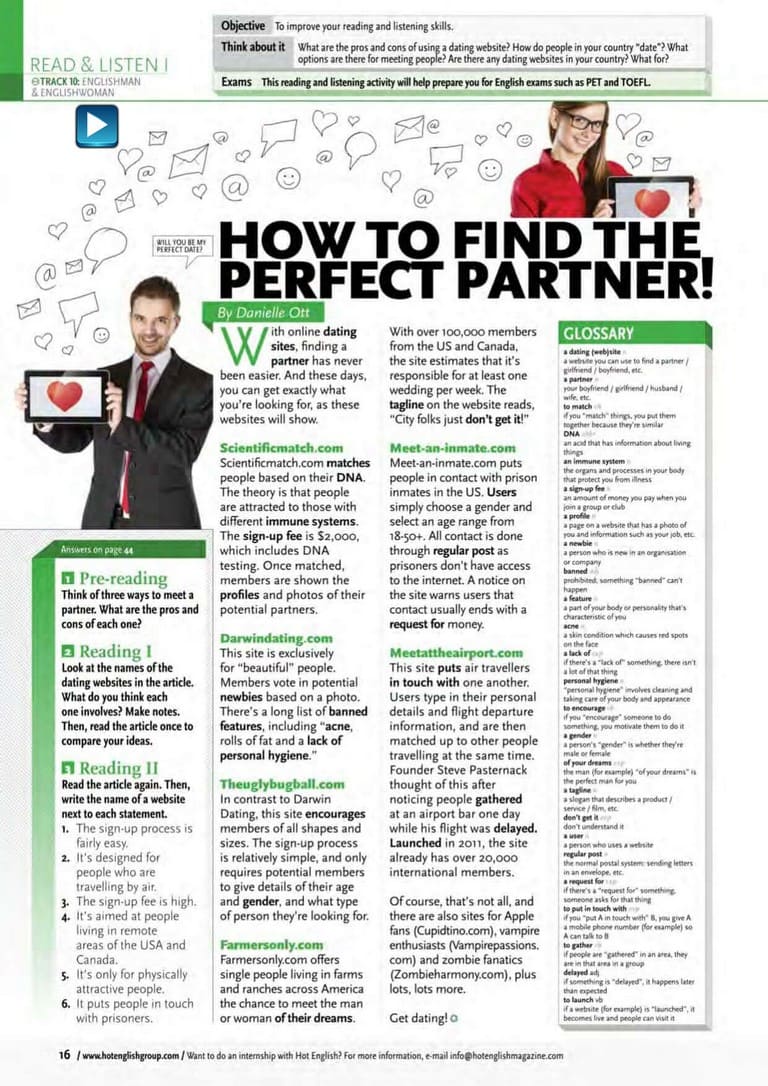 READ & LISTEN I
TRACK 10: ENGLISHMAN
& ENGLISHWOMAN
Objective To improve your reading and listening skills.
Think about it What are the pros and cons of using a dating website? How do people in your country "date"? What
options are there for meeting people? Are there any dating websites in your country? What for?
Exams This reading and listening activity will help prepare you for English exams such as PET and TOEFL.
WILL YOU BE MY
PERFECT DATE?
HOW TO FIND THE
PERFECT PARTNER!
By Danielle Ott
With online dating
sites, finding a
partner has never
been easier. And these days,
you can get exactly what
you're looking for, as these
websites will show.
Scientificmatch.com
Scientificmatch.com matches
people based on their DNA.
The theory is that people
are attracted to those with
different immune systems.
The sign-up fee is $2,000,
which includes DNA
testing. Once matched,
members are shown the
profiles and photos of their
potential partners.
Darwindating.com
This site is exclusively
for "beautiful" people.
Members vote in potential
newbies based on a photo.
There's a long list of banned
features, including "acne,
rolls of fat and a lack of
personal hygiene."
Theuglybugball.com
In contrast to Darwin
Dating, this site encourages
members of all shapes and
sizes. The sign-up process
is relatively simple, and only
requires potential members
to give details of their age
and gender, and what type
of person they're looking for.
Farmersonly.com
Farmersonly.com offers
single people living in farms
and ranches across America
the chance to meet the man
or woman of their dreams.
With over 100,000 members
from the US and Canada,
the site estimates that it's
responsible for at least one
wedding per week. The
tagline on the website reads,
"City folks just don't get it!"
Meet-an-inmate.com
Meet-an-inmate.com puts
people in contact with prison
inmates in the US. Users
simply choose a gender and
select an age range from
18-50+. All contact is done
through regular post as
prisoners don't have access
to the internet. A notice on
the site warns users that
contact usually ends with a
request for money.
Meetattheairport.com
This site puts air travellers
in touch with one another.
Users type in their personal
details and flight departure
information, and are then
matched up to other people
travelling at the same time.
Founder Steve Pasternack
thought of this after
noticing people gathered
at an airport bar one day
while his flight was delayed.
Launched in 2011, the site
already has over 20,000
international members.
Of course, that's not all, and
there are also sites for Apple
fans (Cupidtino.com), vampire
enthusiasts (Vampirepassions.
com) and zombie fanatics
(Zombieharmony.com), plus
lots, lots more.
Get dating!
GLOSSARY
a dating (web)site n
a website you can use to find a partner /
girlfriend / boyfriend, etc.
a partner n
your boyfriend / girlfriend / husband /
wife, etc.
to match vb
if you "match" things, you put them
together because they're similar
DNA
an acid that has information about living
things
an immune system n
the organs and processes in your body
that protect you from illness
a sign-up fee n
an amount of money you pay when you
join a group or club
a profile n
a page on a website that has a photo of
you and information such as your job, etc.
a newbie n
a person who is new in an organisation
or company
banned adj
prohibited; something "banned" can't
happen
a feature n
a part of your body or personality that's
characteristic of you
acne n
a skin condition which causes red spots
on the face
a lack of exp
if there's a "lack of" something, there isn't
a lot of that thing
personal hygiene n
"personal hygiene" involves cleaning and
taking care of your body and appearance
to encourage vb
if you "encourage" someone to do
something, you motivate them to do it
a gender n
a person's "gender" is whether they're
male or female
of your dreams exp
the man (for example) "of your dreams" is
the perfect man for you
a tagline n
a slogan that describes a product /
service / film, etc.
don't get it exp
don't understand it
a user n
a person who uses a website
regular post n
the normal postal system: sending letters
in an envelope, etc.
a request for exp
if there's a "request for" something,
someone asks for that thing
to put in touch with exp
if you "put A in touch with" B, you give A
a mobile phone number (for example) so
A can talk to B
to gather vb
if people are "gathered" in an area, they
are in that area in a group
delayed adj
if something is "delayed", it happens later
than expected
to launch vb
if a website (for example) is "launched", it
becomes live and people can visit it
Answers on page 44
1 Pre-reading
Think of three ways to meet a
partner. What are the pros and
cons of each one?
2 Reading I
Look at the names of the
dating websites in the article.
What do you think each
one involves? Make notes.
Then, read the article once to
compare your ideas.
3 Reading II
Read the article again. Then,
write the name of a website
next to each statement.
1. The sign-up process is
fairly easy.
2. It's designed for
people who are
travelling by air.
3. The sign-up fee is high.
4. It's aimed at people
living in remote
areas of the USA and
Canada.
5. It's only for physically
attractive people.
6. It puts people in touch
with prisoners.
16 / www.hotenglishgroup.com / Want to do an internship with Hot English? For more information, e-mail info@hotenglishmagazine.com